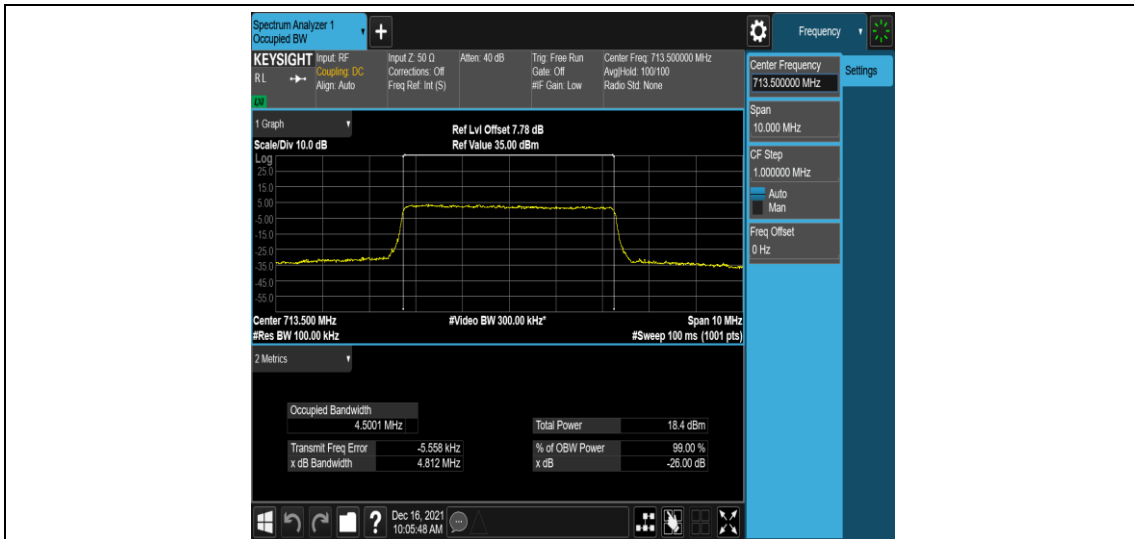 Spectrum Analyzer 1
Occupied BW
Frequency
KEYSIGHT Input: RF
RL
Coupling: DC
Align: Auto
LXI
Input Z: 50 Ω
Corrections: Off
Freq Ref: Int (S)
Atten: 40 dB
Trig: Free Run
Gate: Off
#IF Gain: Low
Center Freq: 713.500000 MHz
Avg|Hold: 100/100
Radio Std: None
Center Frequency
713.500000 MHz
Settings
Span
10.000 MHz
CF Step
1.000000 MHz
Auto
Man
Freq Offset
0 Hz
1 Graph
Ref Lvl Offset 7.78 dB
Scale/Div 10.0 dB
Ref Value 35.00 dBm
Log
25.0
15.0
5.00
-5.00
-15.0
-25.0
-35.0
-45.0
-55.0
Center 713.500 MHz
#Video BW 300.00 kHz*
Span 10 MHz
#Res BW 100.00 kHz
#Sweep 100 ms (1001 pts)
2 Metrics
Occupied Bandwidth
4.5001 MHz
Total Power 18.4 dBm
Transmit Freq Error -5.558 kHz
% of OBW Power 99.00 %
x dB Bandwidth 4.812 MHz
x dB -26.00 dB
?
Dec 16, 2021
10:05:48 AM